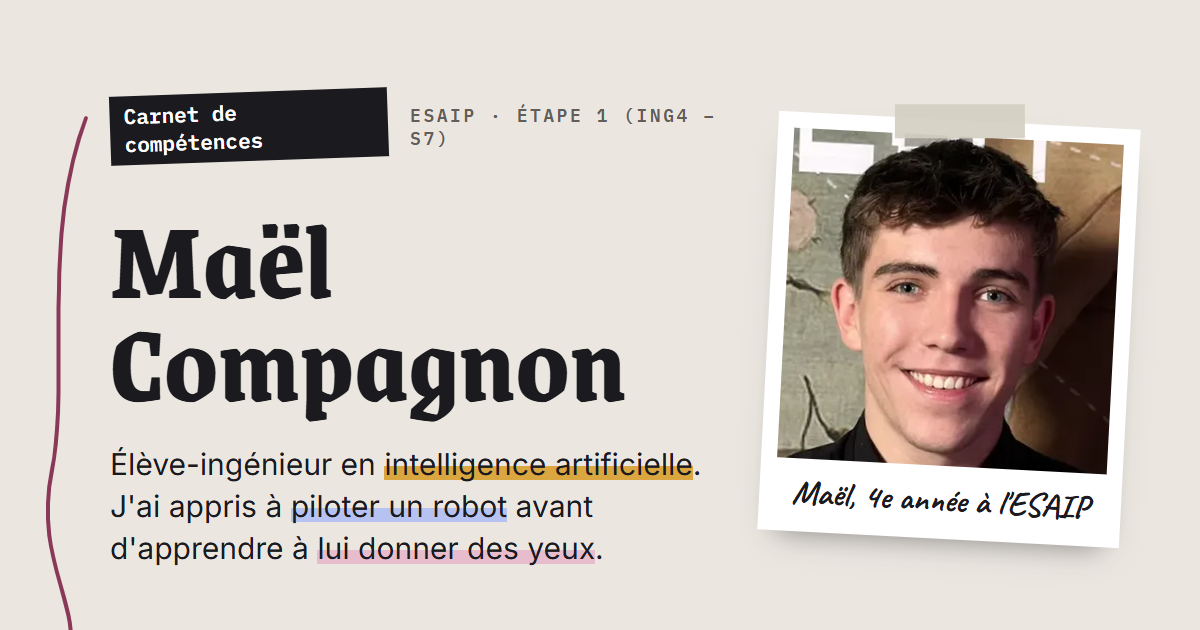 Carnet de
compétences
ESAIP · ÉTAPE 1 (ING4 –
S7)
Maël
Compagnon
Élève-ingénieur en intelligence artificielle.
J'ai appris à piloter un robot avant
d'apprendre à lui donner des yeux.
Maël, 4e année à l'ESAIP